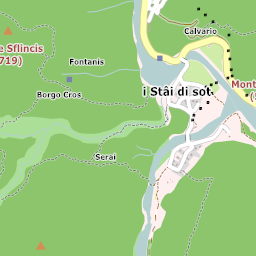 Calvario
e Sflincis
719)
Fontanis
Mont
i Stâi di sot
Borgo Cros
Serai